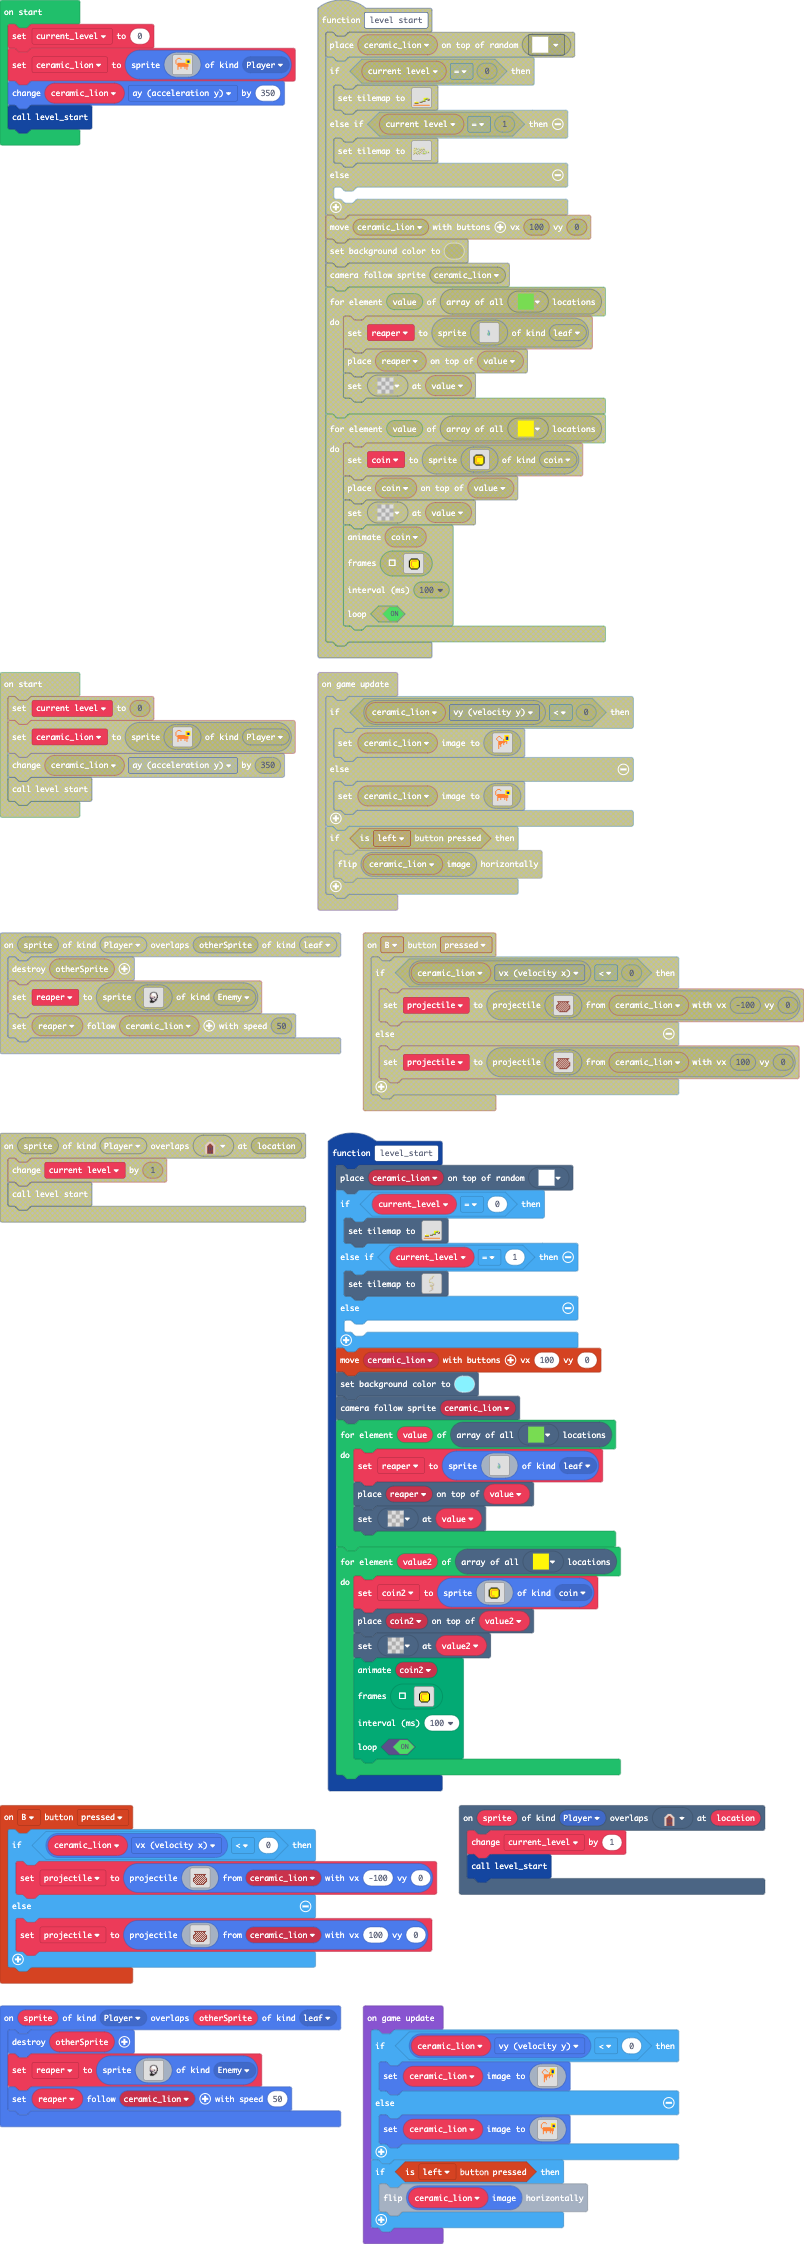 on start
set current_level to 0
set ceramic_lion to sprite of kind Player
change ceramic_lion ay (acceleration y) by 350
call level_start
function level start
place ceramic_lion on top of random
if current level = 0 then
set tilemap to
else if current level = 1 then
set tilemap to
else
move ceramic_lion with buttons vx 100 vy 0
set background color to
camera follow sprite ceramic_lion
for element value of array of all locations
do
set reaper to sprite of kind leaf
place reaper on top of value
set at value
for element value of array of all locations
do
set coin to sprite of kind coin
place coin on top of value
set at value
animate coin
frames
interval (ms) 100
loop ON
on start
set current level to 0
set ceramic_lion to sprite of kind Player
change ceramic_lion ay (acceleration y) by 350
call level start
on game update
if ceramic_lion vy (velocity y) < 0 then
set ceramic_lion image to
else
set ceramic_lion image to
if is left button pressed then
flip ceramic_lion image horizontally
on sprite of kind Player overlaps otherSprite of kind leaf
destroy otherSprite
set reaper to sprite of kind Enemy
set reaper follow ceramic_lion with speed 50
on B button pressed
if ceramic_lion vx (velocity x) < 0 then
set projectile to projectile from ceramic_lion with vx -100 vy 0
else
set projectile to projectile from ceramic_lion with vx 100 vy 0
on sprite of kind Player overlaps at location
change current level by 1
call level start
function level_start
place ceramic_lion on top of random
if current_level = 0 then
set tilemap to
else if current_level = 1 then
set tilemap to
else
move ceramic_lion with buttons vx 100 vy 0
set background color to
camera follow sprite ceramic_lion
for element value of array of all locations
do
set reaper to sprite of kind leaf
place reaper on top of value
set at value
for element value2 of array of all locations
do
set coin2 to sprite of kind coin
place coin2 on top of value2
set at value2
animate coin2
frames
interval (ms) 100
loop ON
on B button pressed
if ceramic_lion vx (velocity x) < 0 then
set projectile to projectile from ceramic_lion with vx -100 vy 0
else
set projectile to projectile from ceramic_lion with vx 100 vy 0
on sprite of kind Player overlaps at location
change current_level by 1
call level_start
on sprite of kind Player overlaps otherSprite of kind leaf
destroy otherSprite
set reaper to sprite of kind Enemy
set reaper follow ceramic_lion with speed 50
on game update
if ceramic_lion vy (velocity y) < 0 then
set ceramic_lion image to
else
set ceramic_lion image to
if is left button pressed then
flip ceramic_lion image horizontally